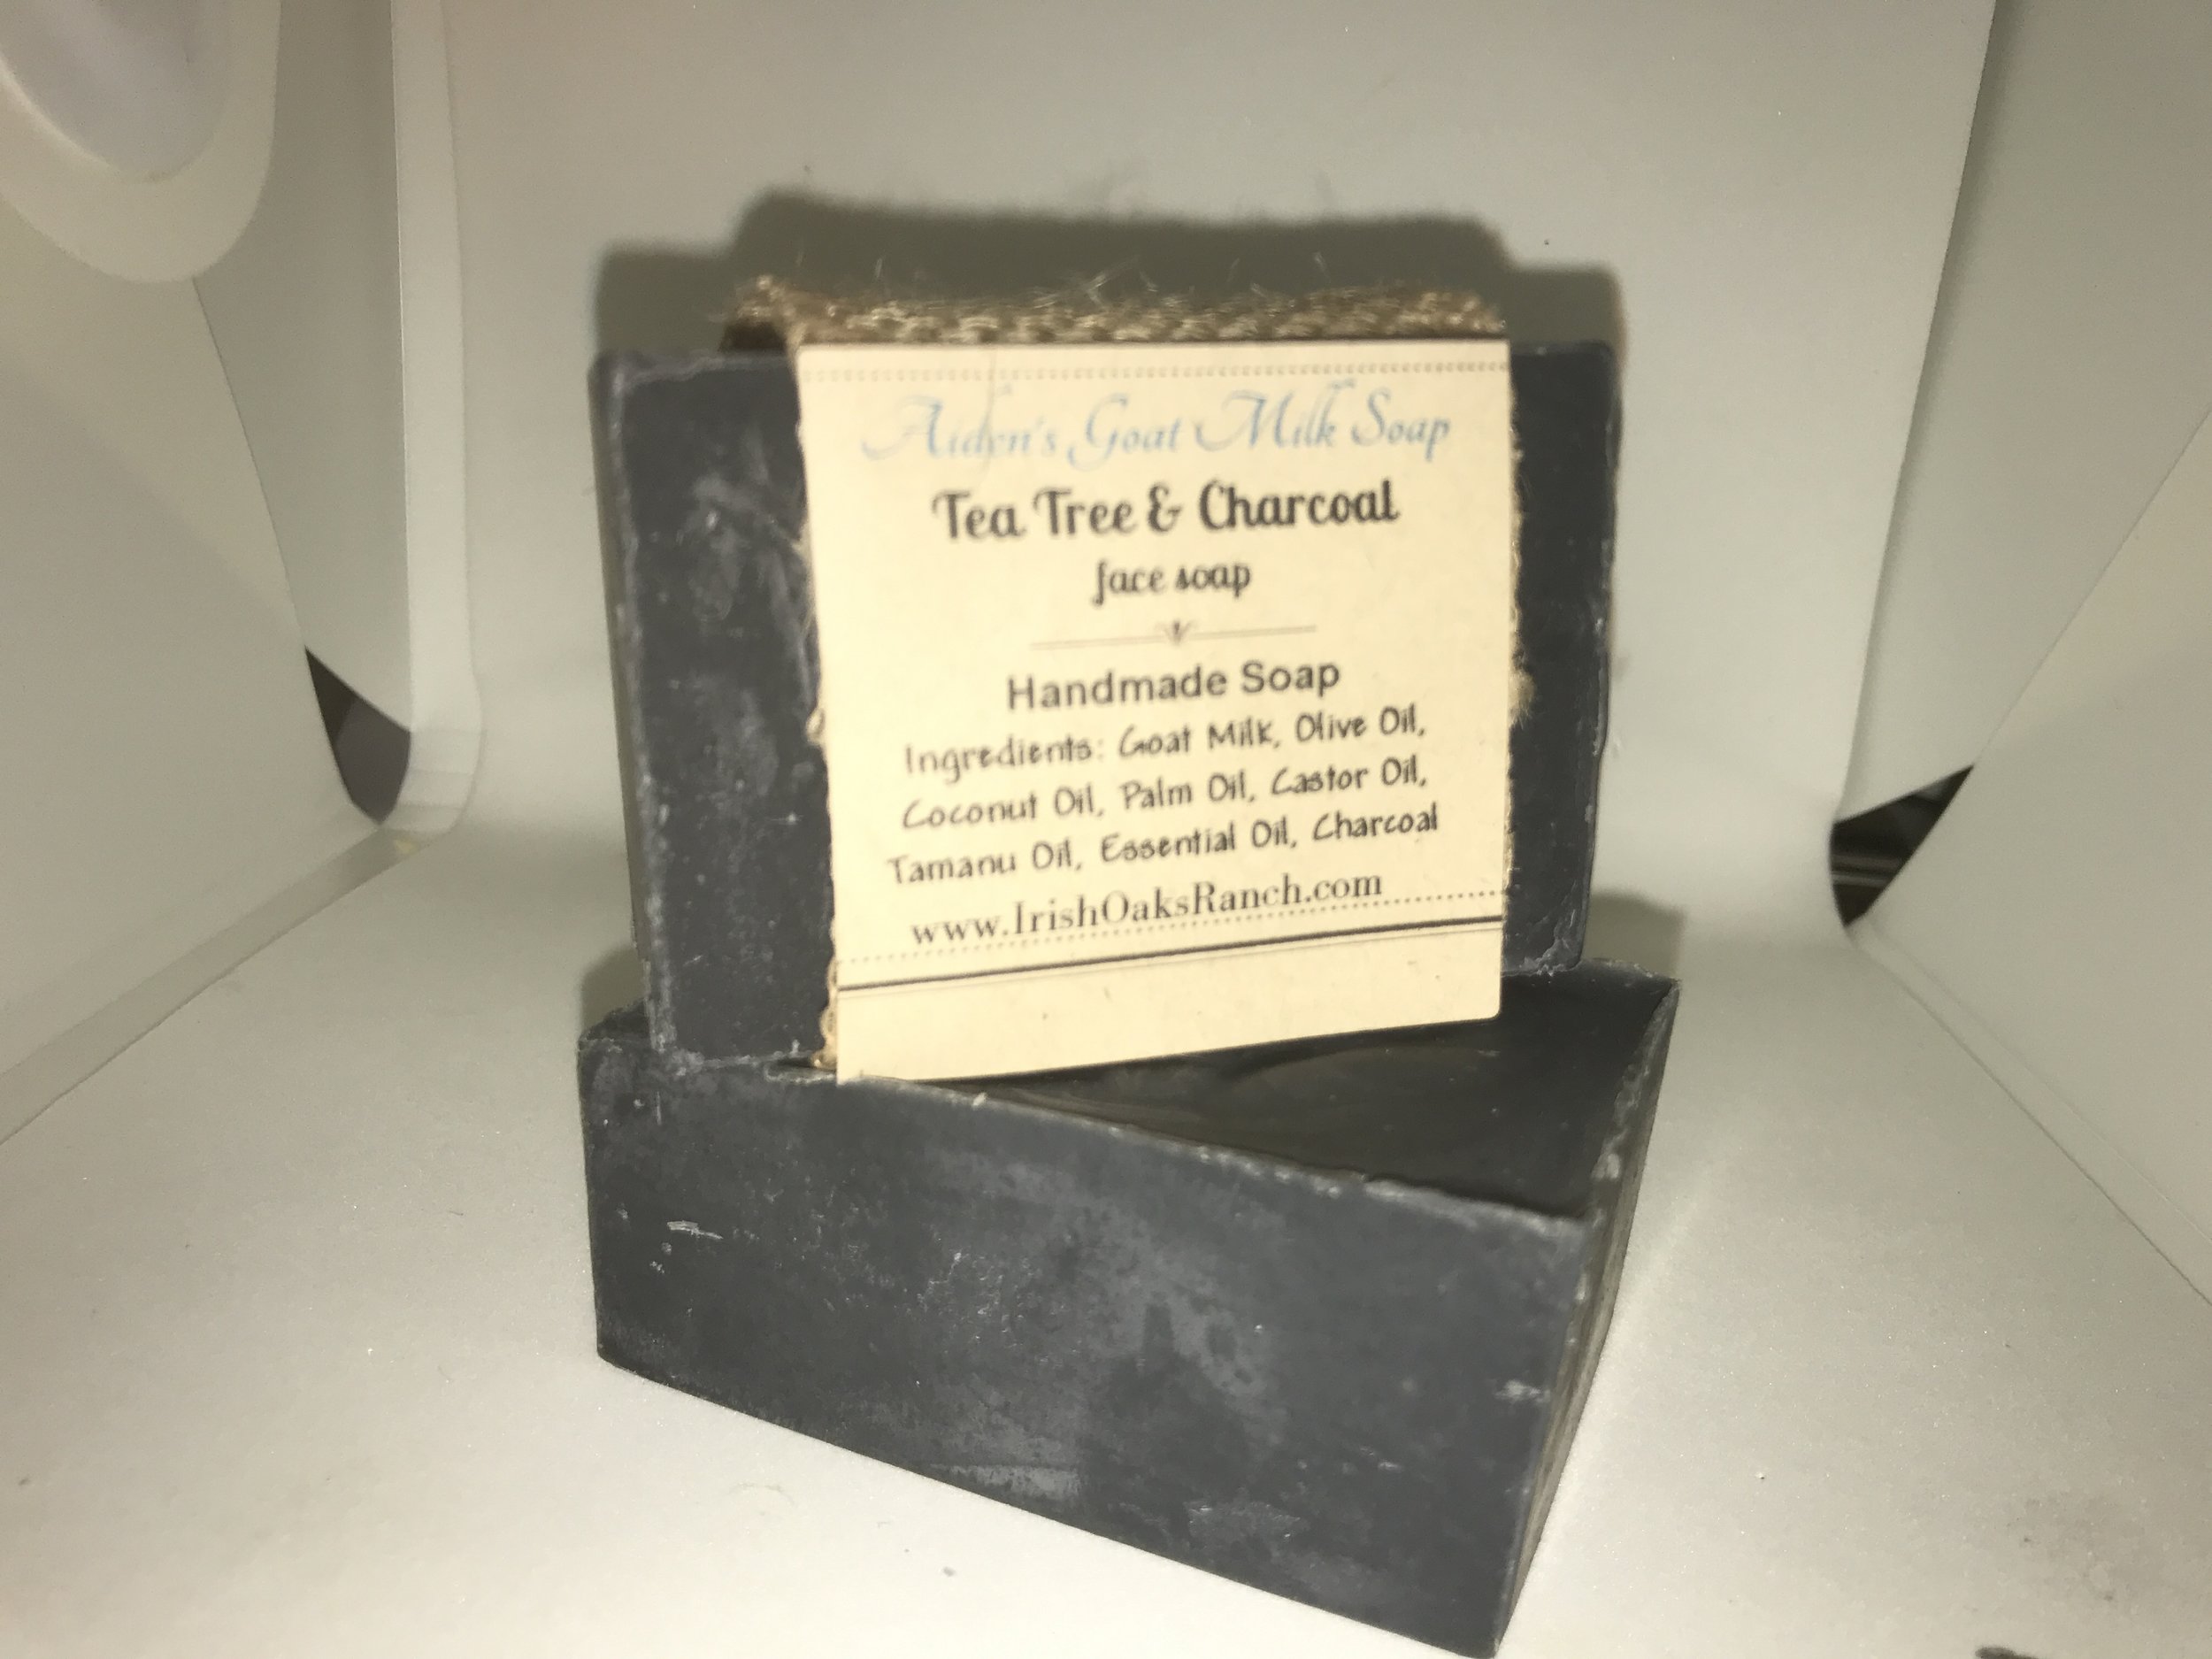 Aiden's Goat Milk Soap
Tea Tree & Charcoal
face soap
Handmade Soap
Ingredients: Goat Milk, Olive Oil,
Coconut Oil, Palm Oil, Castor Oil,
Tamanu Oil, Essential Oil, Charcoal
www.IrishOaksRanch.com